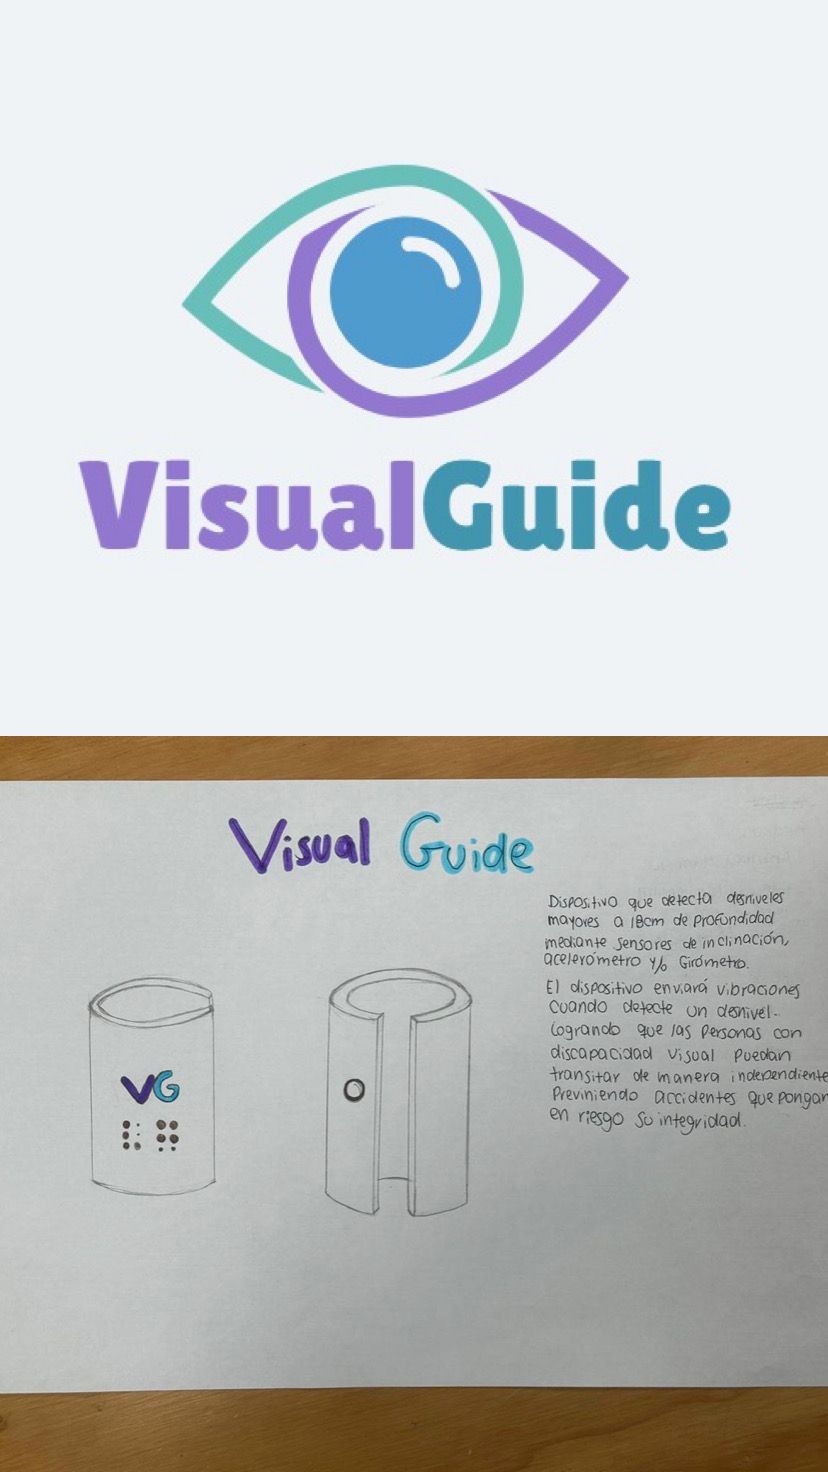 VisualGuide
Visual Guide
Dispositivo que detecta desniveles
mayores a 18cm de profundidad
mediante sensores de inclinación,
acelerómetro y/o Girómetro.
El dispositivo enviará vibraciones
cuando detecte un desnivel.
Logrando que las Personas con
discapacidad visual Puedan
transitar de manera independiente
Previniendo accidentes que pongan
en riesgo su integridad.
VG
⠧⠛